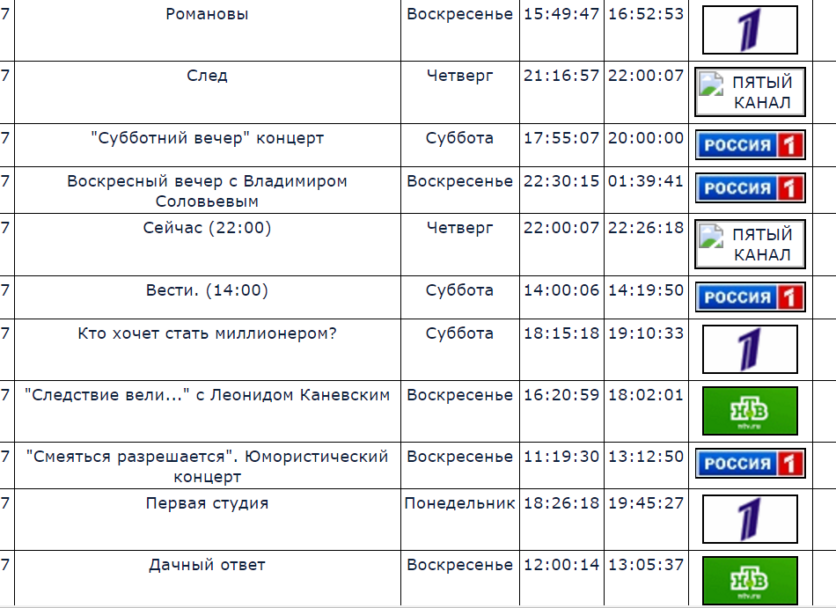 7 Романовы Воскресенье 15:49:47 16:52:53 1
7 След Четверг 21:16:57 22:00:07 ПЯТЫЙ
КАНАЛ
7 "Субботний вечер" концерт Суббота 17:55:07 20:00:00 РОССИЯ 1
7 Воскресный вечер с Владимиром Воскресенье 22:30:15 01:39:41 РОССИЯ 1
Соловьевым
7 Сейчас (22:00) Четверг 22:00:07 22:26:18 ПЯТЫЙ
КАНАЛ
7 Вести. (14:00) Суббота 14:00:06 14:19:50 РОССИЯ 1
7 Кто хочет стать миллионером? Суббота 18:15:18 19:10:33 1
7 "Следствие вели..." с Леонидом Каневским Воскресенье 16:20:59 18:02:01 НТВ
ntv.ru
7 "Смеяться разрешается". Юмористический Воскресенье 11:19:30 13:12:50 РОССИЯ 1
концерт
7 Первая студия Понедельник 18:26:18 19:45:27 1
7 Дачный ответ Воскресенье 12:00:14 13:05:37 НТВ
ntv.ru